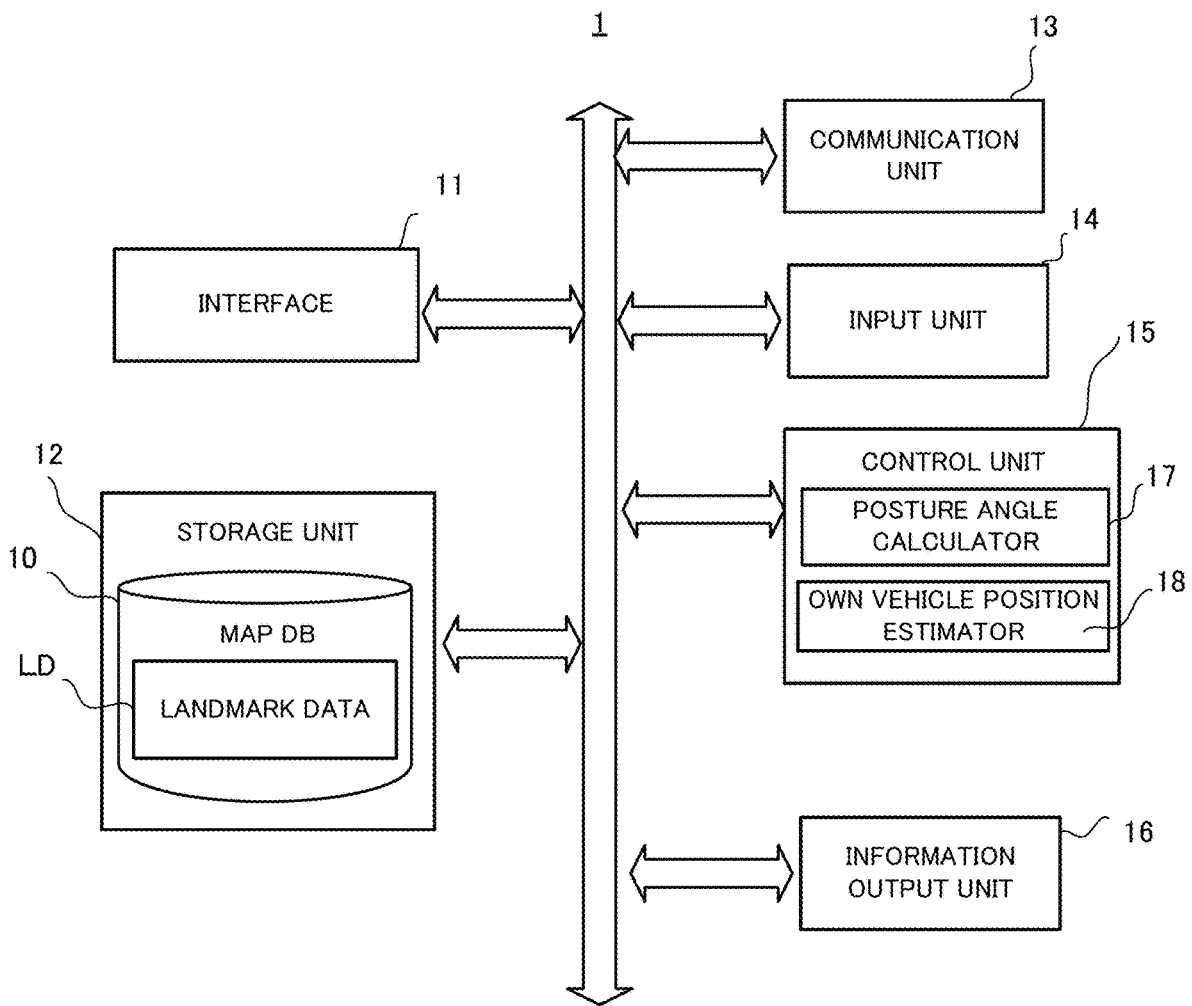 1
13
COMMUNICATION
UNIT
11
INTERFACE
14
INPUT UNIT
15
CONTROL UNIT
17
POSTURE ANGLE
CALCULATOR
18
OWN VEHICLE POSITION
ESTIMATOR
12
STORAGE UNIT
10
MAP DB
LD
LANDMARK DATA
16
INFORMATION
OUTPUT UNIT